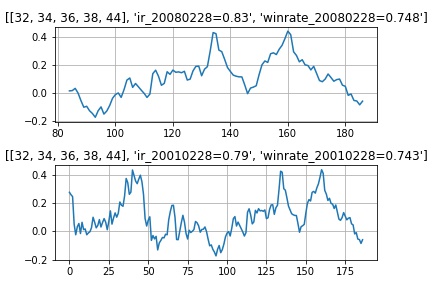 [[32, 34, 36, 38, 44], 'ir_20080228=0.83', 'winrate_20080228=0.748']
0.4
0.2
0.0
−0.2
80 100 120 140 160 180
[[32, 34, 36, 38, 44], 'ir_20010228=0.79', 'winrate_20010228=0.743']
0.4
0.2
0.0
−0.2
0 25 50 75 100 125 150 175